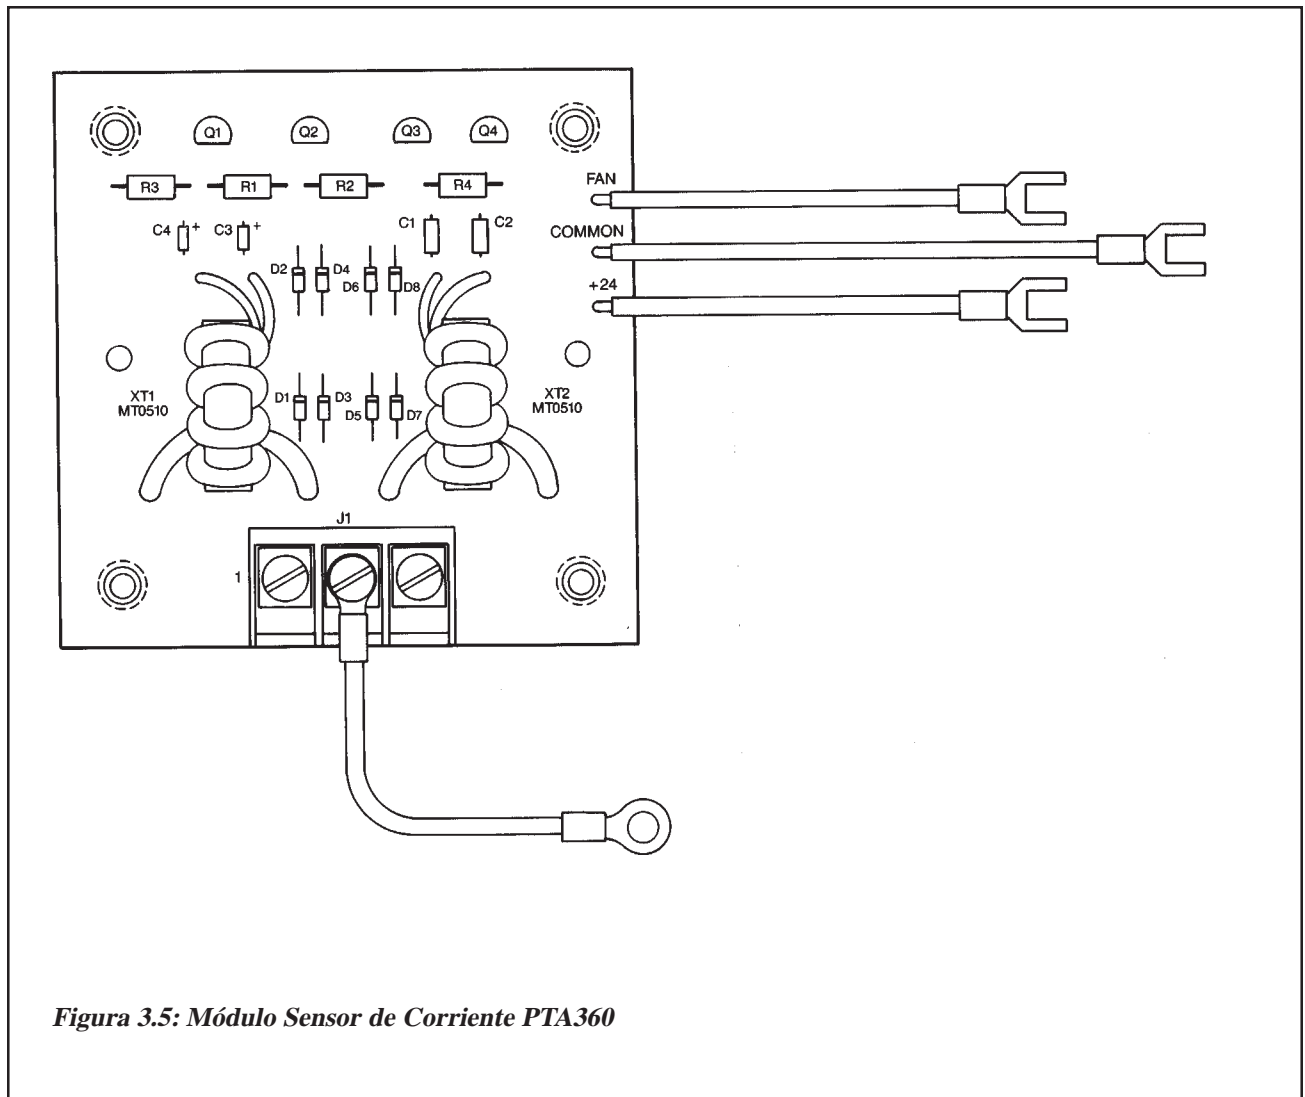 Q1 Q2 Q3 Q4
FAN
R3 R1 R2 R4
C4 + C3 + C1 C2
COMMON
D2 D4 D6 D8
+24
XT1
MT0510
D1 D3 D5 D7
XT2
MT0510
J1
1
Figura 3.5: Módulo Sensor de Corriente PTA360